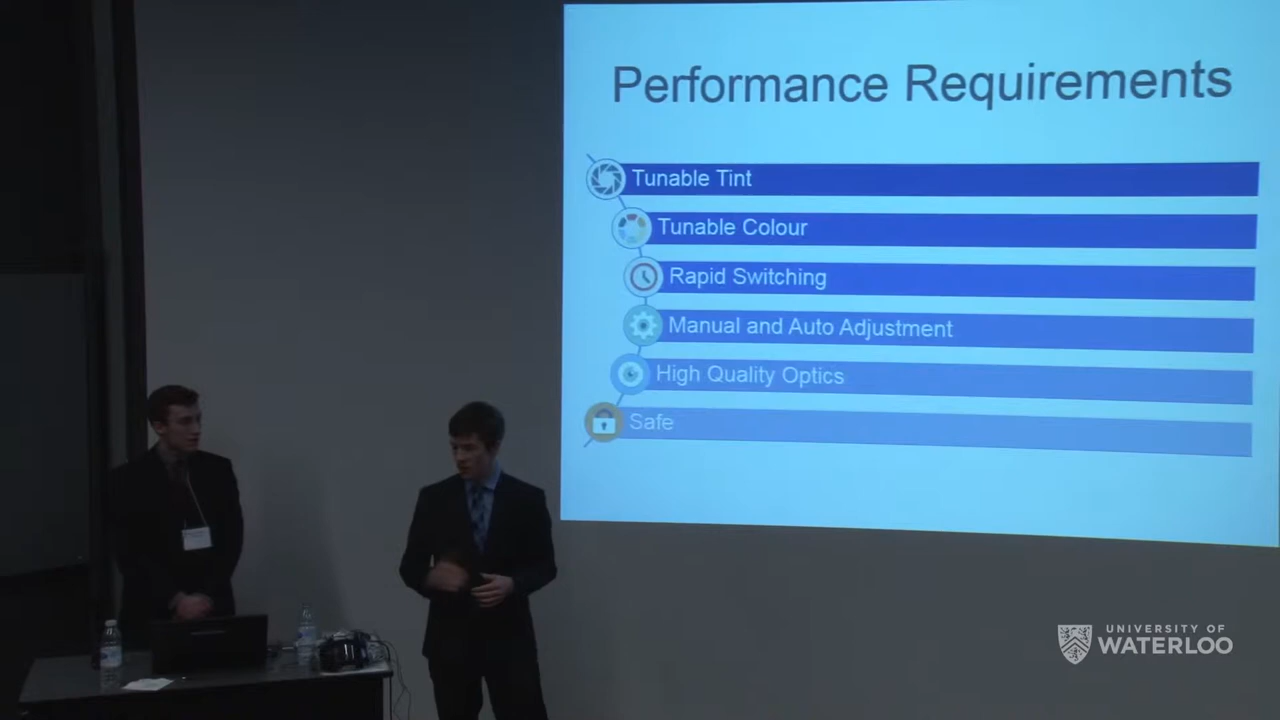 Performance Requirements
Tunable Tint
Tunable Colour
Rapid Switching
Manual and Auto Adjustment
High Quality Optics
Safe
UNIVERSITY OF
WATERLOO